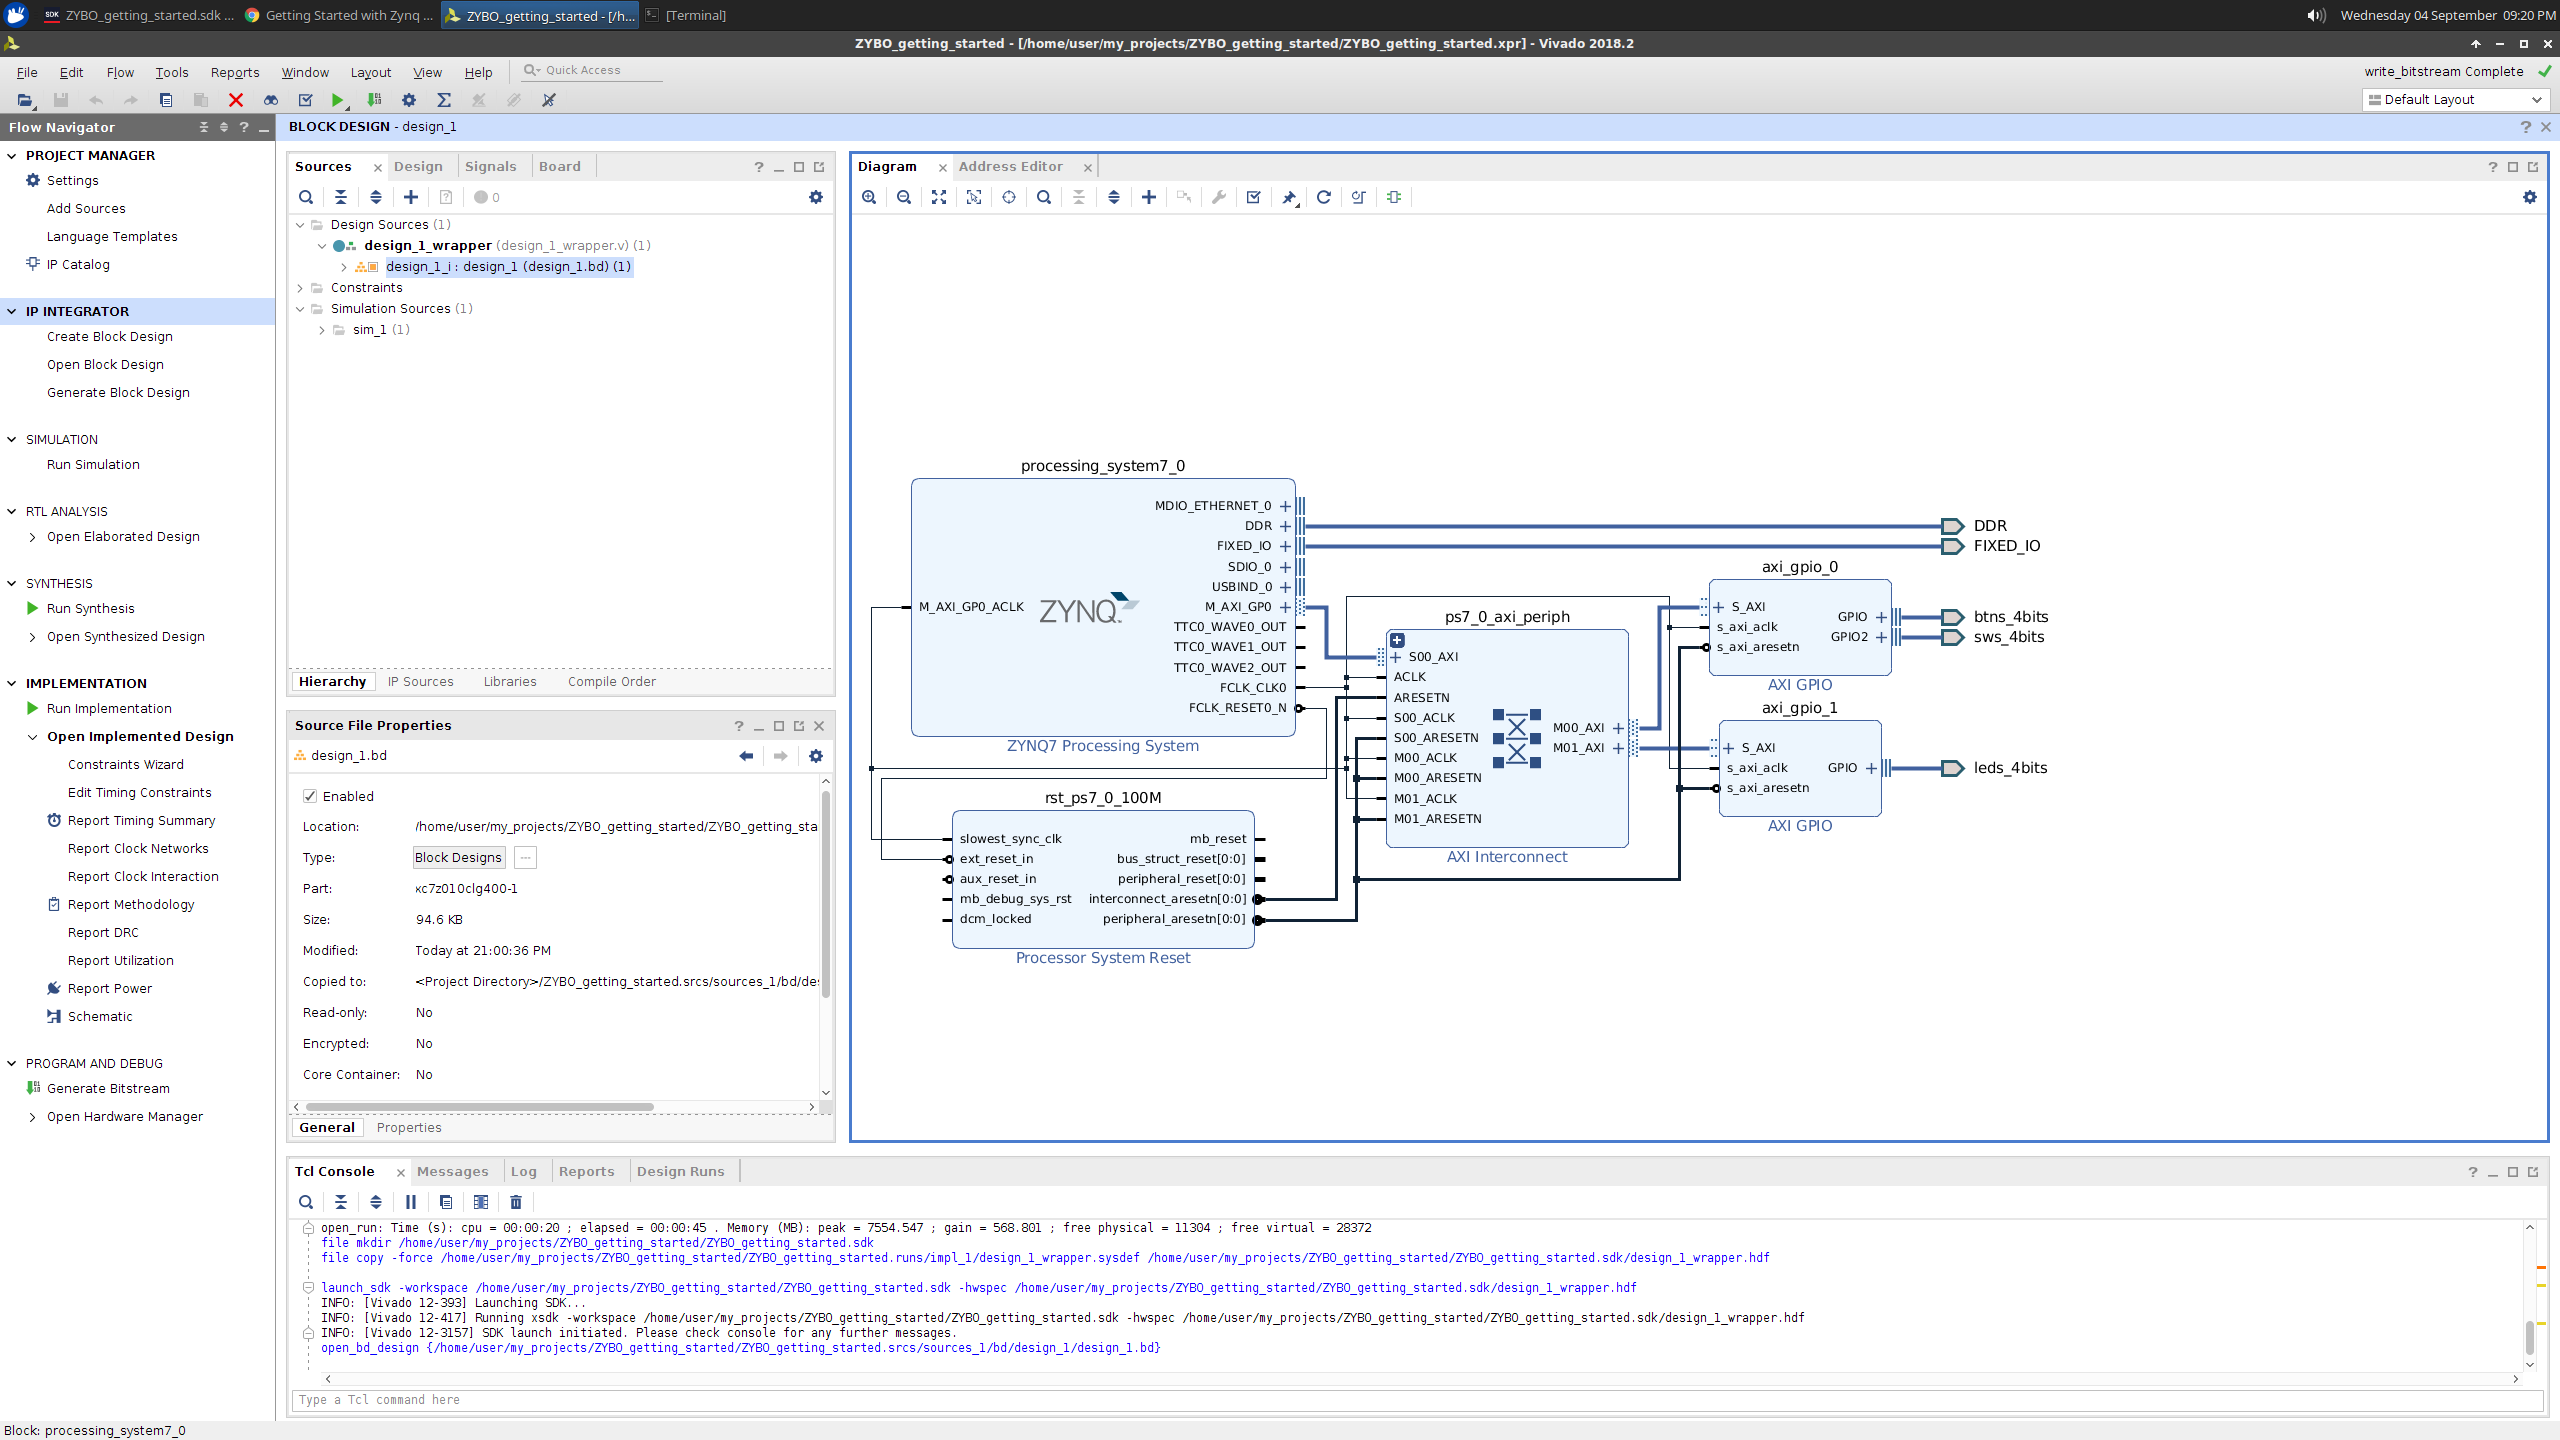 ZYBO_getting_started.sdk ...
Getting Started with Zynq ...
ZYBO_getting_started - [/h...
[Terminal]
Wednesday 04 September 09:20 PM
ZYBO_getting_started - [/home/user/my_projects/ZYBO_getting_started/ZYBO_getting_started.xpr] - Vivado 2018.2
File Edit Flow Tools Reports Window Layout View Help
Quick Access
write_bitstream Complete
Default Layout
Flow Navigator
PROJECT MANAGER
Settings
Add Sources
Language Templates
IP Catalog
IP INTEGRATOR
Create Block Design
Open Block Design
Generate Block Design
SIMULATION
Run Simulation
RTL ANALYSIS
Open Elaborated Design
SYNTHESIS
Run Synthesis
Open Synthesized Design
IMPLEMENTATION
Run Implementation
Open Implemented Design
Constraints Wizard
Edit Timing Constraints
Report Timing Summary
Report Clock Networks
Report Clock Interaction
Report Methodology
Report DRC
Report Utilization
Report Power
Schematic
PROGRAM AND DEBUG
Generate Bitstream
Open Hardware Manager
BLOCK DESIGN - design_1
Sources Design Signals Board
0
Design Sources (1)
design_1_wrapper (design_1_wrapper.v) (1)
design_1_i : design_1 (design_1.bd) (1)
Constraints
Simulation Sources (1)
sim_1 (1)
Hierarchy IP Sources Libraries Compile Order
Source File Properties
design_1.bd
Enabled
Location: /home/user/my_projects/ZYBO_getting_started/ZYBO_getting_sta
Type: Block Designs ...
Part: xc7z010clg400-1
Size: 94.6 KB
Modified: Today at 21:00:36 PM
Copied to: <Project Directory>/ZYBO_getting_started.srcs/sources_1/bd/des
Read-only: No
Encrypted: No
Core Container: No
General Properties
Diagram Address Editor
processing_system7_0
MDIO_ETHERNET_0
DDR
FIXED_IO
SDIO_0
USBIND_0
M_AXI_GP0
TTC0_WAVE0_OUT
TTC0_WAVE1_OUT
TTC0_WAVE2_OUT
FCLK_CLK0
FCLK_RESET0_N
M_AXI_GP0_ACLK
ZYNQ
ZYNQ7 Processing System
rst_ps7_0_100M
slowest_sync_clk
ext_reset_in
aux_reset_in
mb_debug_sys_rst
dcm_locked
mb_reset
bus_struct_reset[0:0]
peripheral_reset[0:0]
interconnect_aresetn[0:0]
peripheral_aresetn[0:0]
Processor System Reset
ps7_0_axi_periph
S00_AXI
ACLK
ARESETN
S00_ACLK
S00_ARESETN
M00_ACLK
M00_ARESETN
M01_ACLK
M01_ARESETN
M00_AXI
M01_AXI
AXI Interconnect
axi_gpio_0
S_AXI
s_axi_aclk
s_axi_aresetn
GPIO
GPIO2
AXI GPIO
axi_gpio_1
S_AXI
s_axi_aclk
s_axi_aresetn
GPIO
AXI GPIO
DDR
FIXED_IO
btns_4bits
sws_4bits
leds_4bits
Tcl Console Messages Log Reports Design Runs
open_run: Time (s): cpu = 00:00:20 ; elapsed = 00:00:45 . Memory (MB): peak = 7554.547 ; gain = 568.801 ; free physical = 11304 ; free virtual = 28372
file mkdir /home/user/my_projects/ZYBO_getting_started/ZYBO_getting_started.sdk
file copy -force /home/user/my_projects/ZYBO_getting_started/ZYBO_getting_started.runs/impl_1/design_1_wrapper.sysdef /home/user/my_projects/ZYBO_getting_started/ZYBO_getting_started.sdk/design_1_wrapper.hdf
launch_sdk -workspace /home/user/my_projects/ZYBO_getting_started/ZYBO_getting_started.sdk -hwspec /home/user/my_projects/ZYBO_getting_started/ZYBO_getting_started.sdk/design_1_wrapper.hdf
INFO: [Vivado 12-393] Launching SDK...
INFO: [Vivado 12-417] Running xsdk -workspace /home/user/my_projects/ZYBO_getting_started/ZYBO_getting_started.sdk -hwspec /home/user/my_projects/ZYBO_getting_started/ZYBO_getting_started.sdk/design_1_wrapper.hdf
INFO: [Vivado 12-3157] SDK launch initiated. Please check console for any further messages.
open_bd_design {/home/user/my_projects/ZYBO_getting_started/ZYBO_getting_started.srcs/sources_1/bd/design_1/design_1.bd}
Type a Tcl command here
Block: processing_system7_0